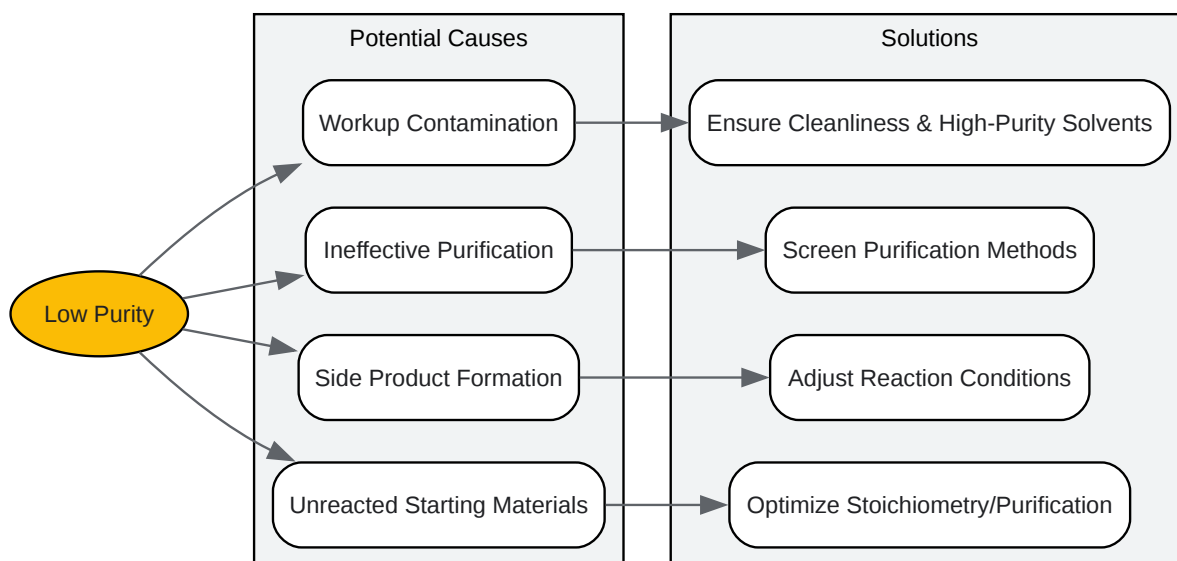 Potential Causes
Solutions
Workup Contamination
Ensure Cleanliness & High-Purity Solvents
Ineffective Purification
Screen Purification Methods
Low Purity
Side Product Formation
Adjust Reaction Conditions
Unreacted Starting Materials
Optimize Stoichiometry/Purification